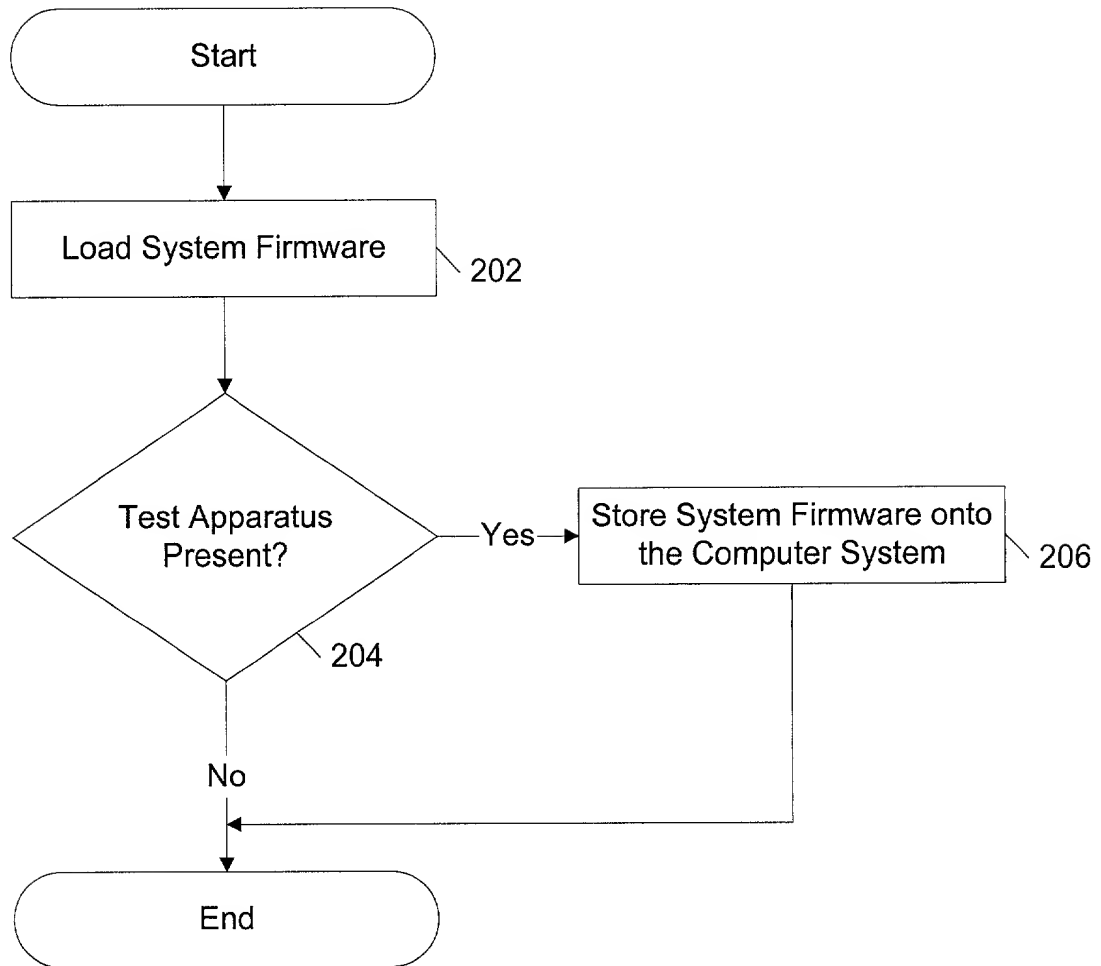 Start
Load System Firmware
202
Test Apparatus
Present?
Yes
Store System Firmware onto
the Computer System
206
204
No
End